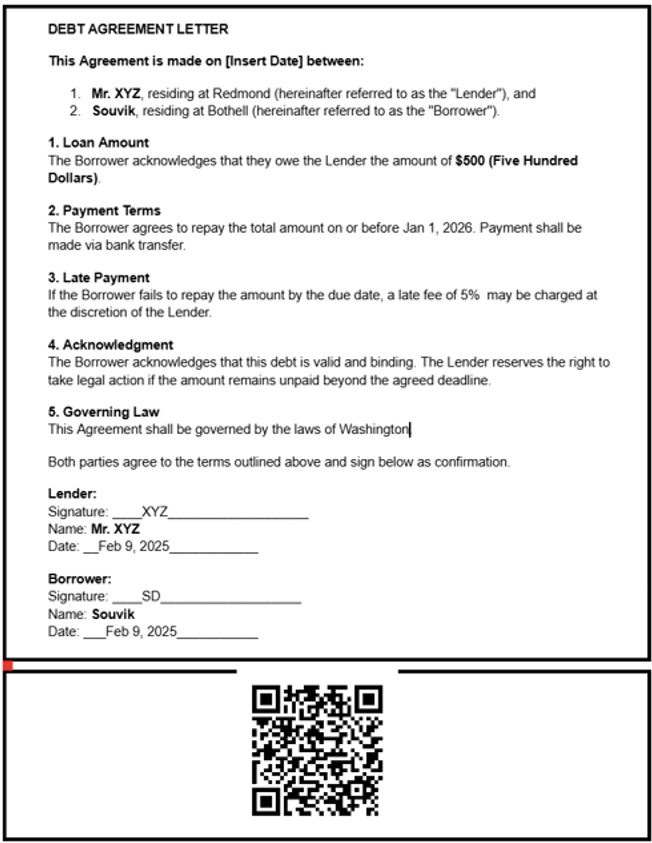 DEBT AGREEMENT LETTER
This Agreement is made on [Insert Date] between:
1. Mr. XYZ, residing at Redmond (hereinafter referred to as the "Lender"), and
2. Souvik, residing at Bothell (hereinafter referred to as the "Borrower").
1. Loan Amount
The Borrower acknowledges that they owe the Lender the amount of $500 (Five Hundred
Dollars).
2. Payment Terms
The Borrower agrees to repay the total amount on or before Jan 1, 2026. Payment shall be
made via bank transfer.
3. Late Payment
If the Borrower fails to repay the amount by the due date, a late fee of 5%  may be charged at
the discretion of the Lender.
4. Acknowledgment
The Borrower acknowledges that this debt is valid and binding. The Lender reserves the right to
take legal action if the amount remains unpaid beyond the agreed deadline.
5. Governing Law
This Agreement shall be governed by the laws of Washington
Both parties agree to the terms outlined above and sign below as confirmation.
Lender:
Signature: ____XYZ___________________
Name: Mr. XYZ
Date: __Feb 9, 2025____________
Borrower:
Signature: ____SD___________________
Name: Souvik
Date: ___Feb 9, 2025___________